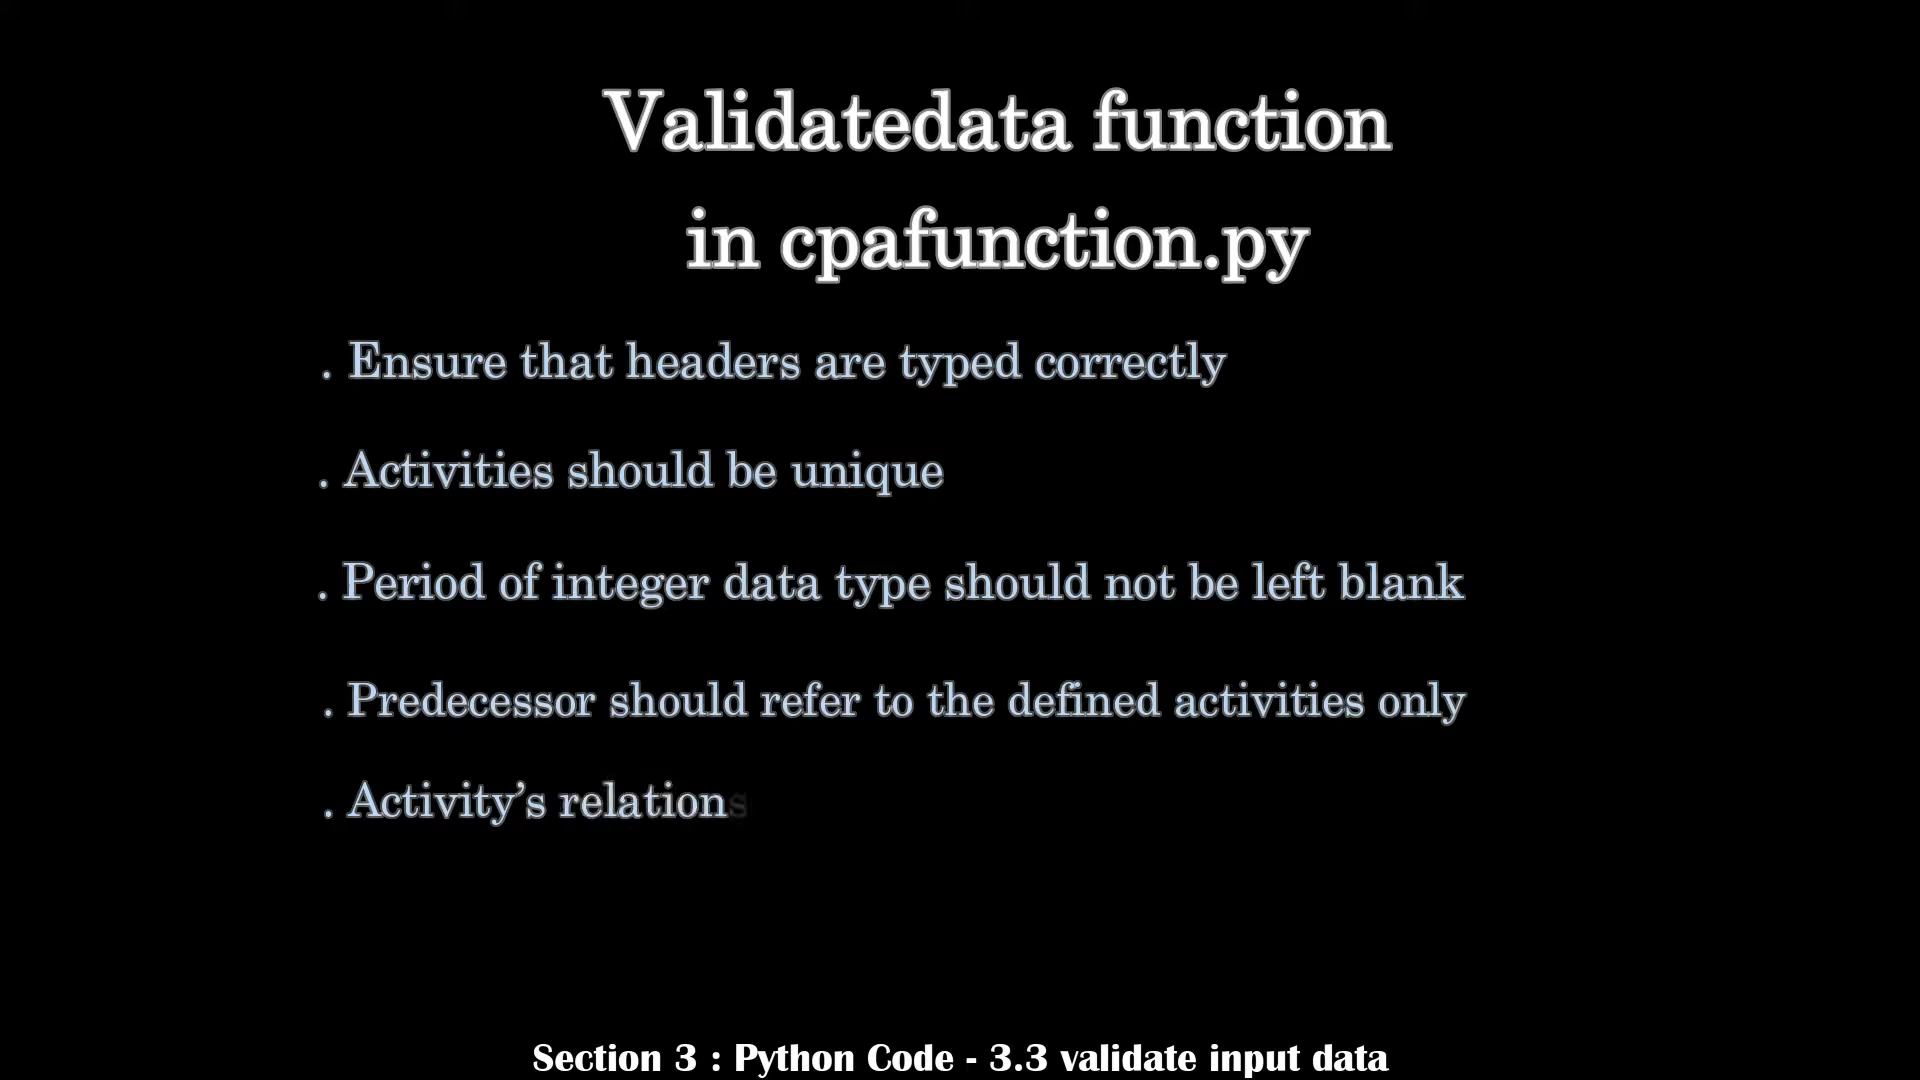 Validatedata function
in cpafunction.py
. Ensure that headers are typed correctly
. Activities should be unique
. Period of integer data type should not be left blank
. Predecessor should refer to the defined activities only
. Activity’s relations
Section 3 : Python Code - 3.3 validate input data